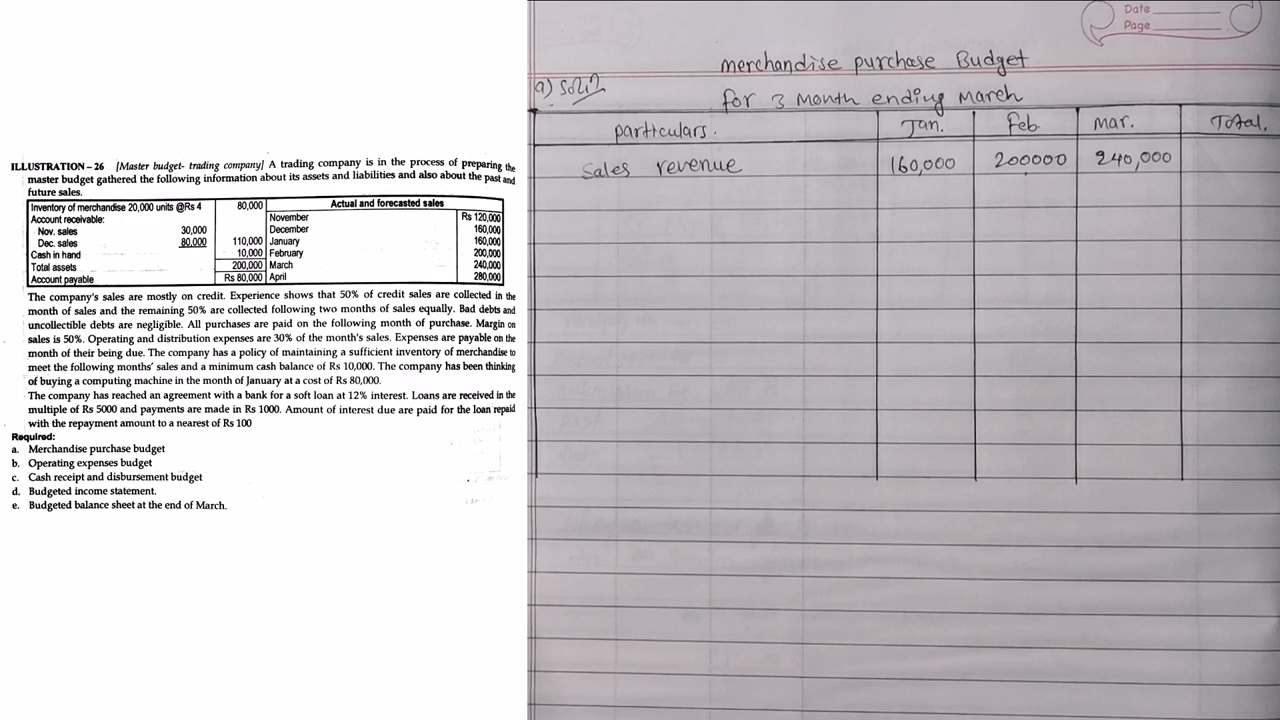 ILLUSTRATION – 26 [Master budget- trading company] A trading company is in the process of preparing the
master budget gathered the following information about its assets and liabilities and also about the past and
future sales.
Inventory of merchandise 20,000 units @Rs 4 80,000 Actual and forecasted sales
Account receivable: November Rs 120,000
Nov. sales 30,000 December 160,000
Dec. sales 80,000 110,000 January 160,000
Cash in hand 10,000 February 200,000
Total assets 200,000 March 240,000
Account payable Rs 80,000 April 280,000
The company's sales are mostly on credit. Experience shows that 50% of credit sales are collected in the
month of sales and the remaining 50% are collected following two months of sales equally. Bad debts and
uncollectible debts are negligible. All purchases are paid on the following month of purchase. Margin on
sales is 50%. Operating and distribution expenses are 30% of the month's sales. Expenses are payable on the
month of their being due. The company has a policy of maintaining a sufficient inventory of merchandise to
meet the following months' sales and a minimum cash balance of Rs 10,000. The company has been thinking
of buying a computing machine in the month of January at a cost of Rs 80,000.
The company has reached an agreement with a bank for a soft loan at 12% interest. Loans are received in the
multiple of Rs 5000 and payments are made in Rs 1000. Amount of interest due are paid for the loan repaid
with the repayment amount to a nearest of Rs 100
Required:
a. Merchandise purchase budget
b. Operating expenses budget
c. Cash receipt and disbursement budget
d. Budgeted income statement.
e. Budgeted balance sheet at the end of March.
Date
Page
merchandise purchase Budget
a) Soln
for 3 Month ending March
particulars. Jan. Feb. Mar. Total.
Sales revenue 160,000 200000 240,000